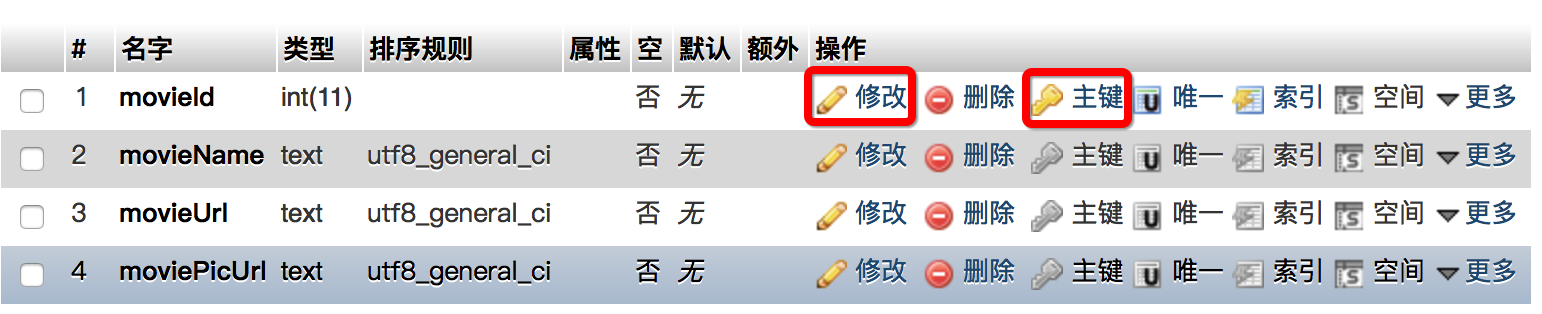 # 名字 类型 排序规则 属性 空 默认 额外 操作
1 movieId int(11) 否 无 修改 删除 主键 U 唯一 索引 S 空间 更多
2 movieName text utf8_general_ci 否 无 修改 删除 主键 U 唯一 索引 S 空间 更多
3 movieUrl text utf8_general_ci 否 无 修改 删除 主键 U 唯一 索引 S 空间 更多
4 moviePicUrl text utf8_general_ci 否 无 修改 删除 主键 U 唯一 索引 S 空间 更多